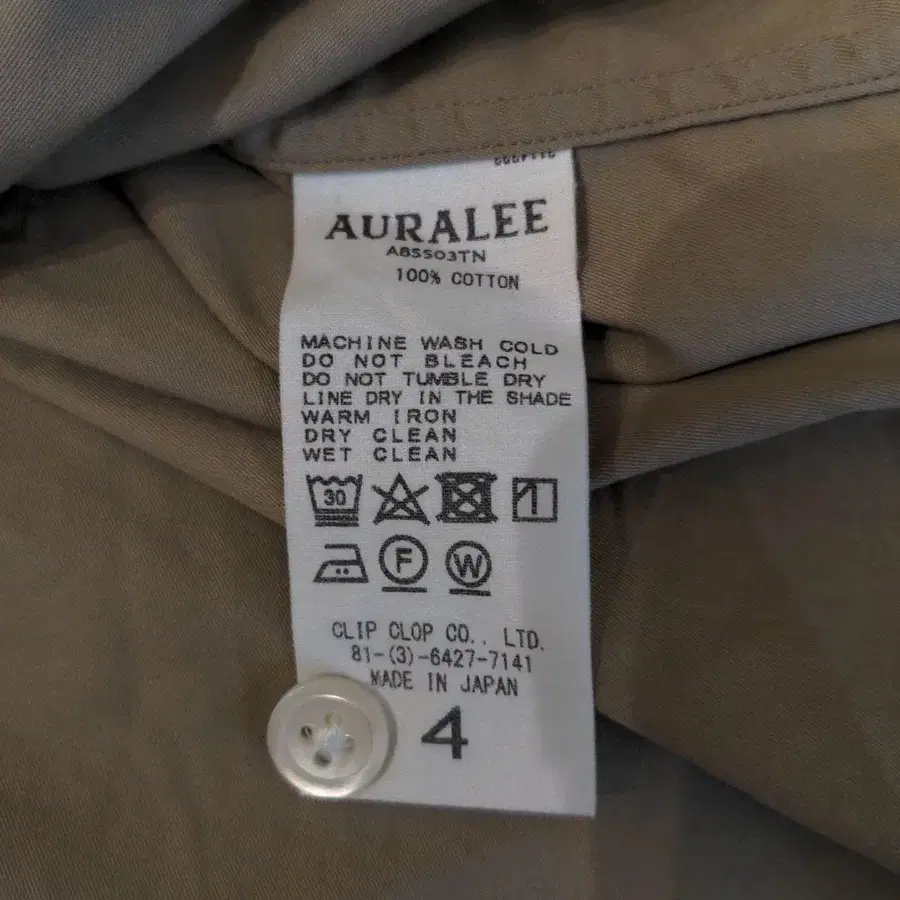 AURALEE
A8SS03TN
100% COTTON
MACHINE WASH COLD
DO NOT BLEACH
DO NOT TUMBLE DRY
LINE DRY IN THE SHADE
WARM IRON
DRY CLEAN
WET CLEAN
30
F
W
CLIP CLOP CO., LTD.
81-(3)-6427-7141
MADE IN JAPAN
4